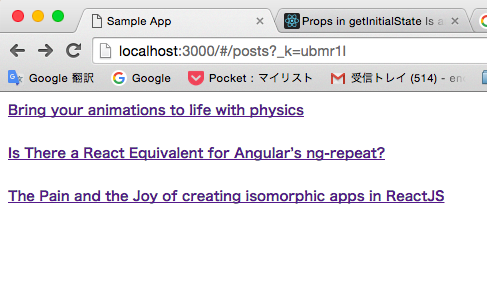 Sample App
Props in getInitialState Is a
localhost:3000/#/posts?_k=ubmr1l
Google 翻訳
Google
Pocket : マイリスト
受信トレイ (514) - en
Bring your animations to life with physics
Is There a React Equivalent for Angular's ng-repeat?
The Pain and the Joy of creating isomorphic apps in ReactJS